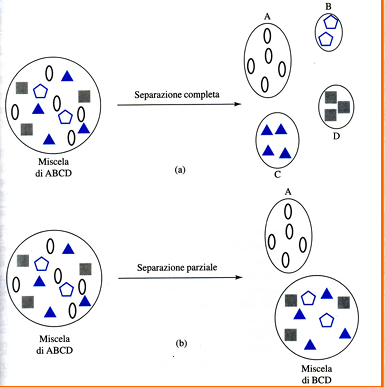 A
B
Separazione completa
D
C
Miscela
di ABCD
(a)
A
Separazione parziale
(b)
Miscela
di ABCD
Miscela
di BCD